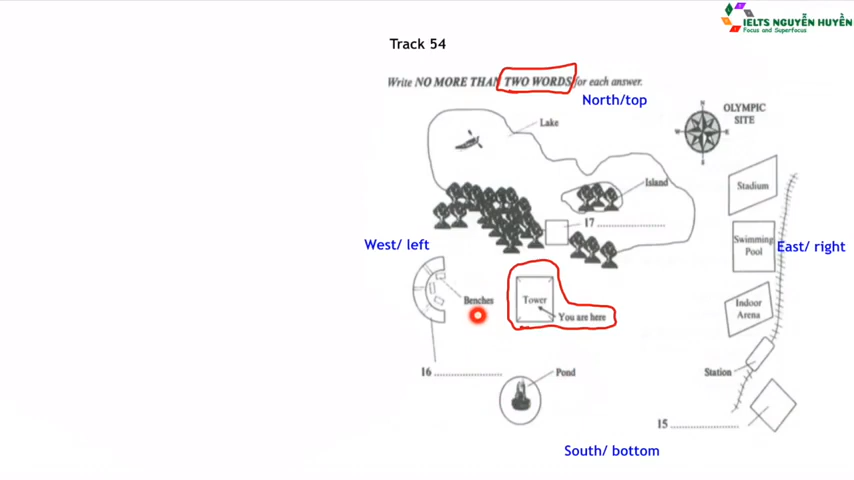 IELTS NGUYỄN HUYỀN
Focus and Superfocus
Track 54
Write NO MORE THAN TWO WORDS for each answer.
North/top
N
W
E
S
OLYMPIC
SITE
Lake
Island
Stadium
17 ....................
West/ left
Swimming
Pool
East/ right
Benches
Tower
You are here
Indoor
Arena
16 ....................
Pond
Station
15 ....................
South/ bottom